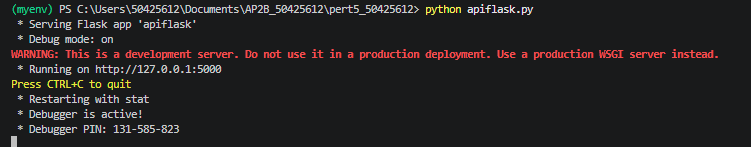 (myenv) PS C:\Users\50425612\Documents\AP2B_50425612\pert5_50425612> python apiflask.py
 * Serving Flask app 'apiflask'
 * Debug mode: on
WARNING: This is a development server. Do not use it in a production deployment. Use a production WSGI server instead.
 * Running on http://127.0.0.1:5000
Press CTRL+C to quit
 * Restarting with stat
 * Debugger is active!
 * Debugger PIN: 131-585-823